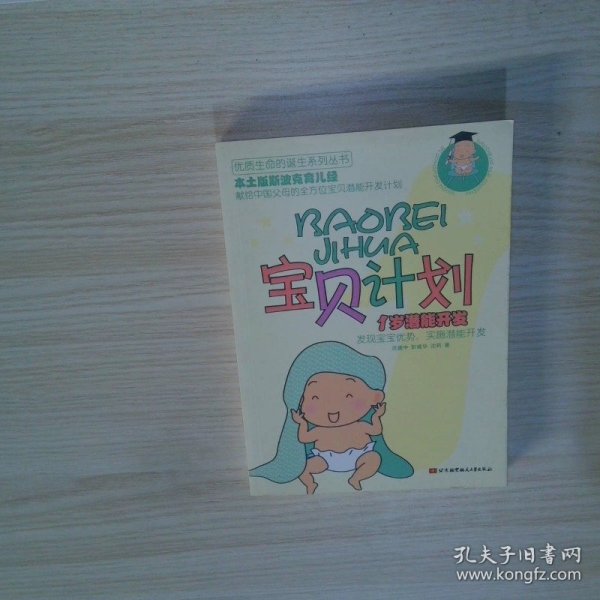 优质生命的诞生系列丛书
本土版斯波克育儿经
献给中国父母的全方位宝贝潜能开发计划
BAOBEI
JIHUA
宝贝计划
1岁潜能开发
发现宝宝优势，实施潜能开发
孔夫子旧书网
www.kongfz.com